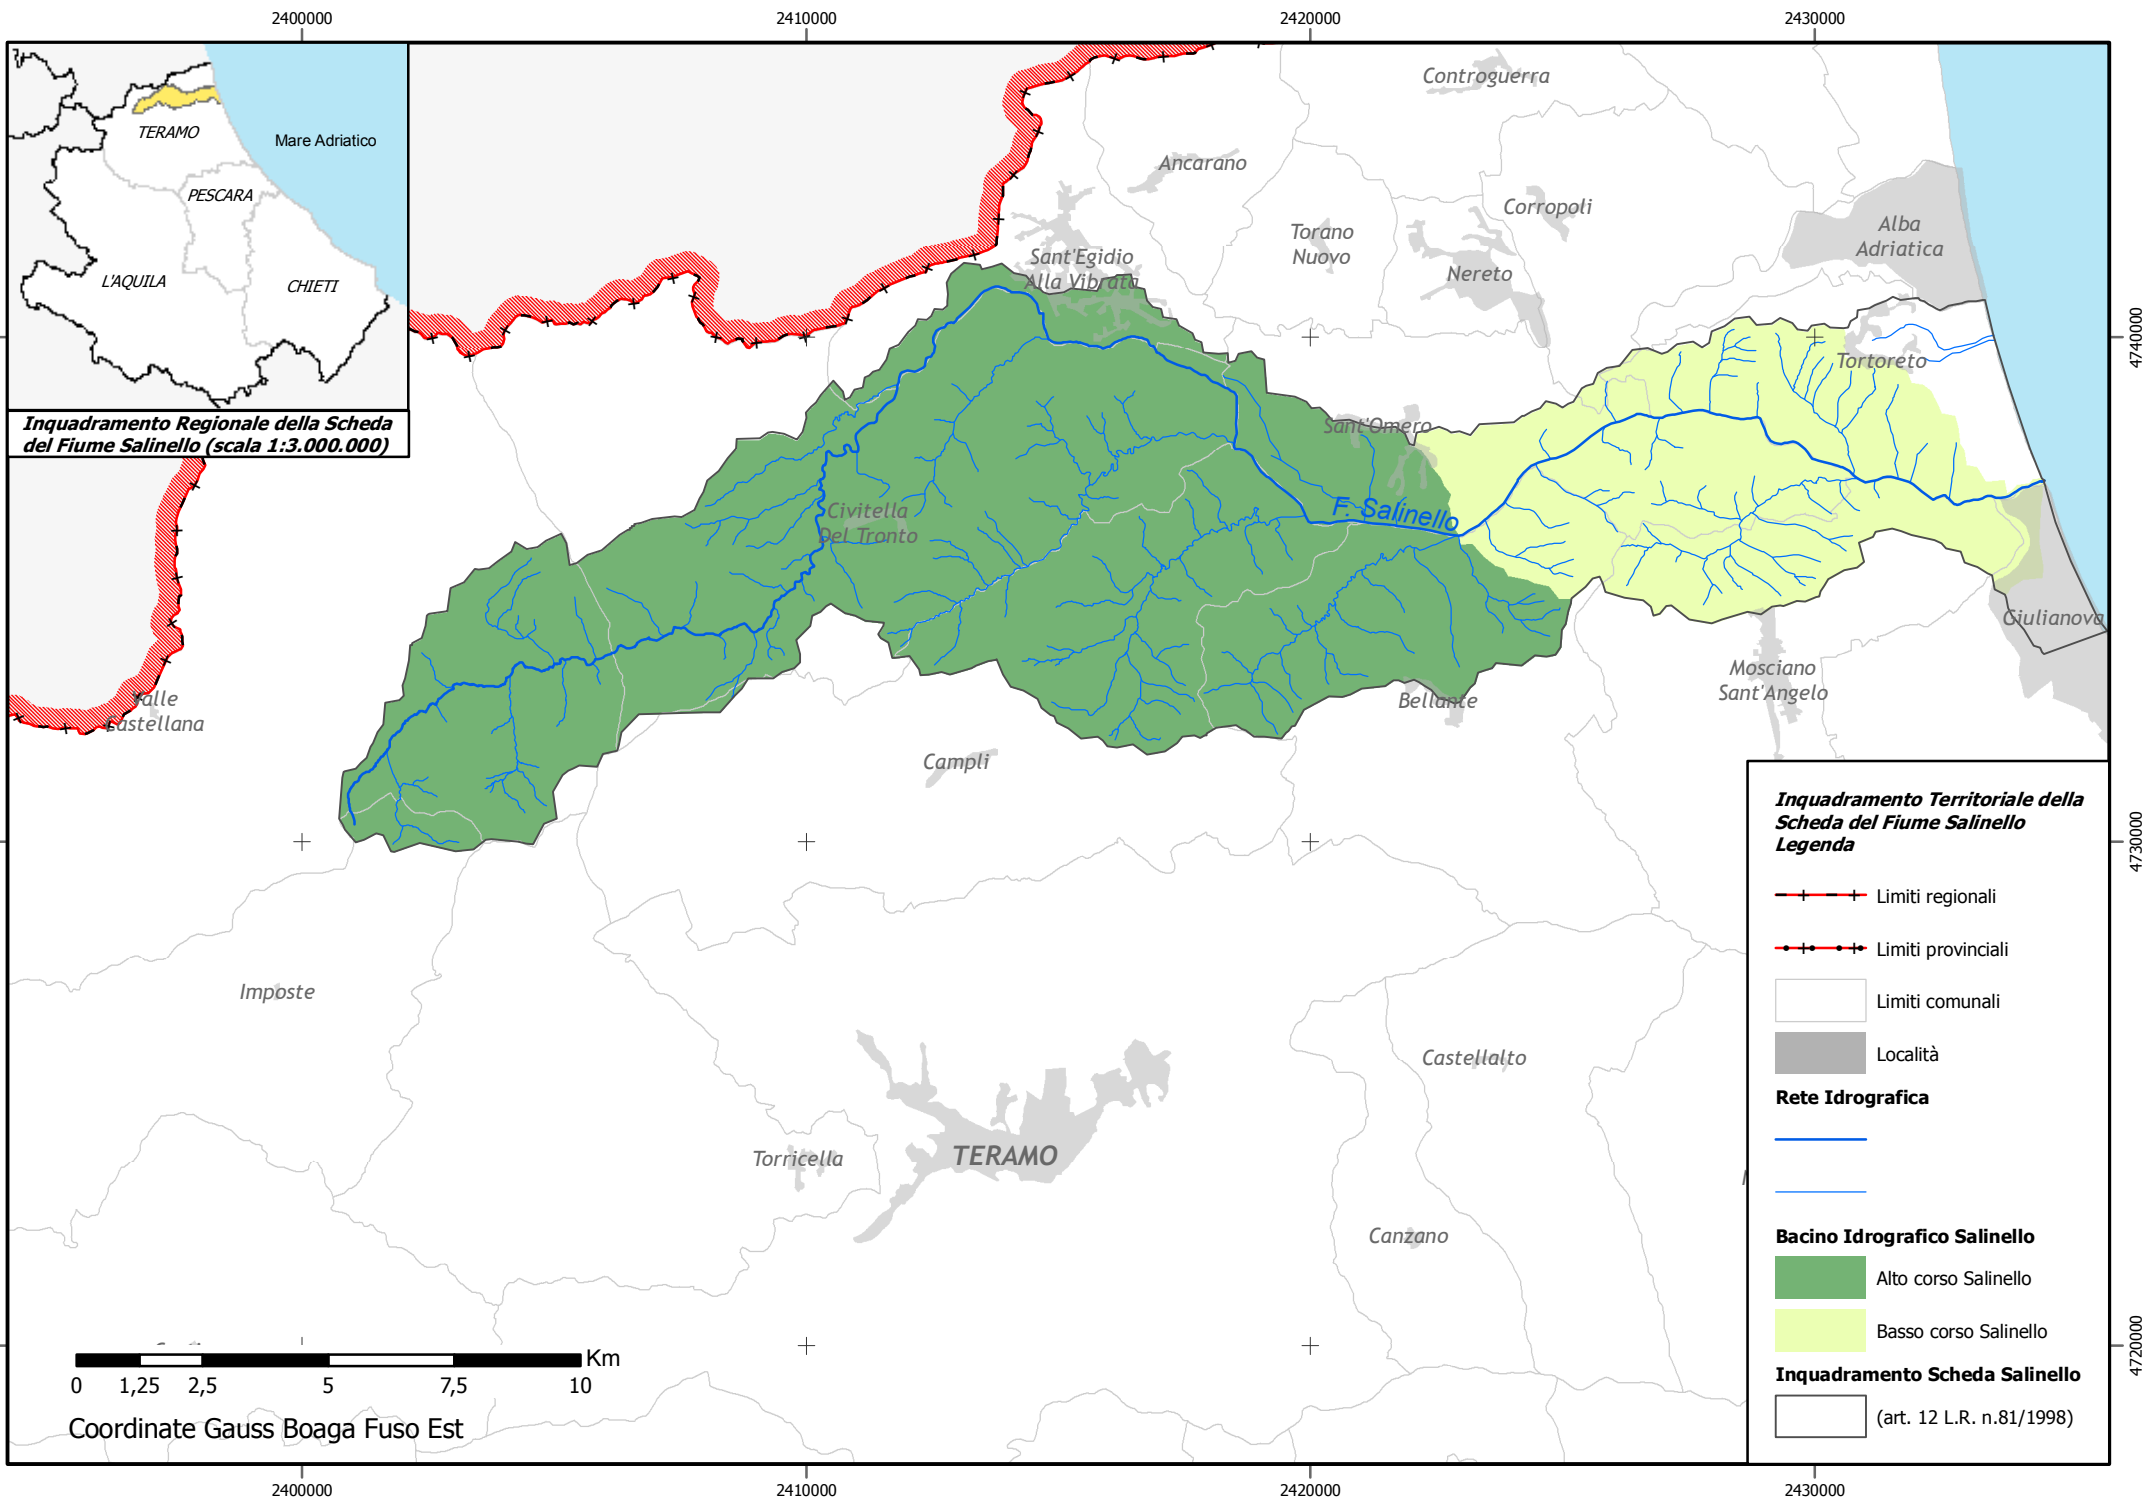 2400000
2410000
2420000
2430000
TERAMO
Mare Adriatico
PESCARA
L'AQUILA
CHIETI
Inquadramento Regionale della Scheda
del Fiume Salinello (scala 1:3.000.000)
Controguerra
Ancarano
Corropoli
Torano
Nuovo
Alba
Adriatica
Sant'Egidio
Alla Vibrata
Nereto
Tortoreto
4740000
Sant'Omero
Civitella
Del Tronto
F. Salinello
Giulianova
Mosciano
Sant'Angelo
Bellante
Valle
Castellana
Campli
4730000
Imposte
Castellalto
Torricella
TERAMO
Canzano
4720000
Inquadramento Territoriale della
Scheda del Fiume Salinello
Legenda
Limiti regionali
Limiti provinciali
Limiti comunali
Località
Rete Idrografica
Bacino Idrografico Salinello
Alto corso Salinello
Basso corso Salinello
Inquadramento Scheda Salinello
(art. 12 L.R. n.81/1998)
Km
0 1,25 2,5 5 7,5 10
Coordinate Gauss Boaga Fuso Est
2400000
2410000
2420000
2430000